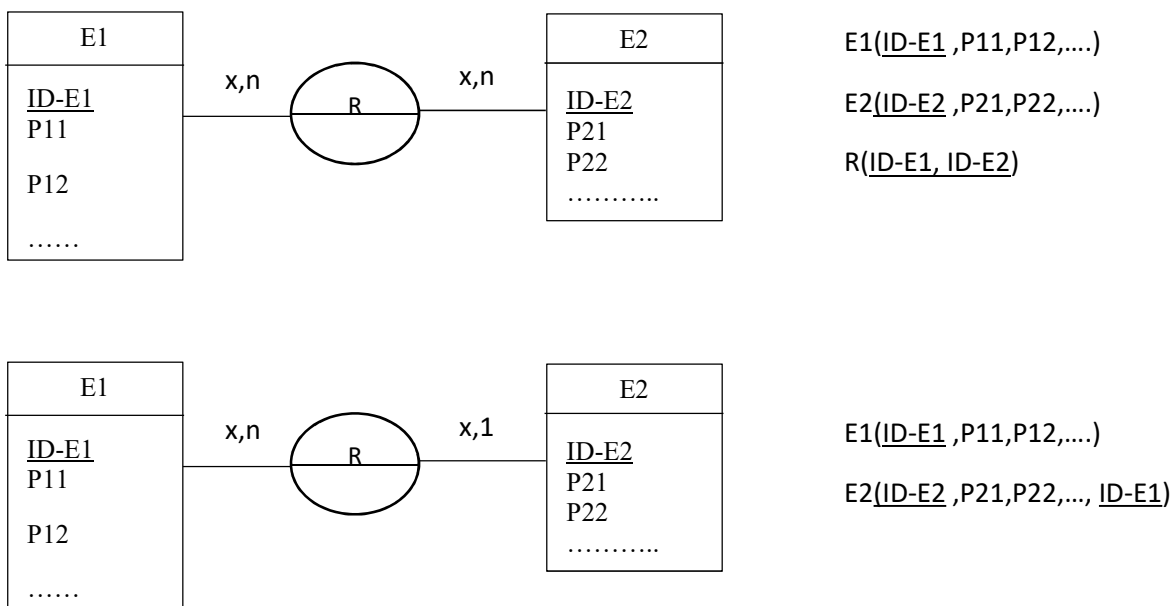 E1
ID-E1
P11
P12
……
x,n
R
x,n
E2
ID-E2
P21
P22
………..
E1(ID-E1 ,P11,P12,….)
E2(ID-E2 ,P21,P22,….)
R(ID-E1, ID-E2)
E1
ID-E1
P11
P12
……
x,n
R
x,1
E2
ID-E2
P21
P22
………..
E1(ID-E1 ,P11,P12,….)
E2(ID-E2 ,P21,P22,…, ID-E1)